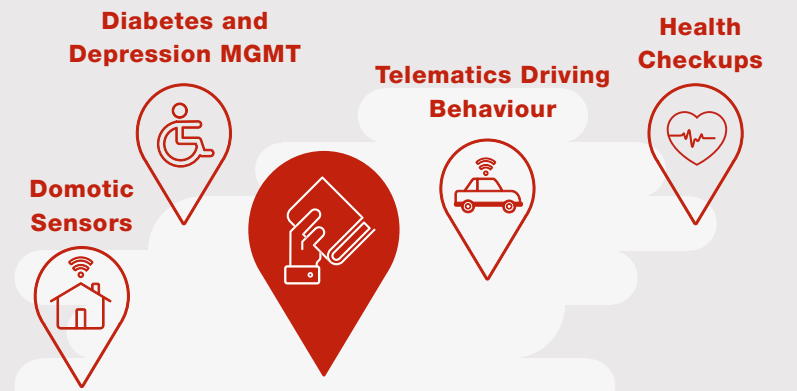 Diabetes and
Depression MGMT
Health
Checkups
Telematics Driving
Behaviour
Domotic
Sensors